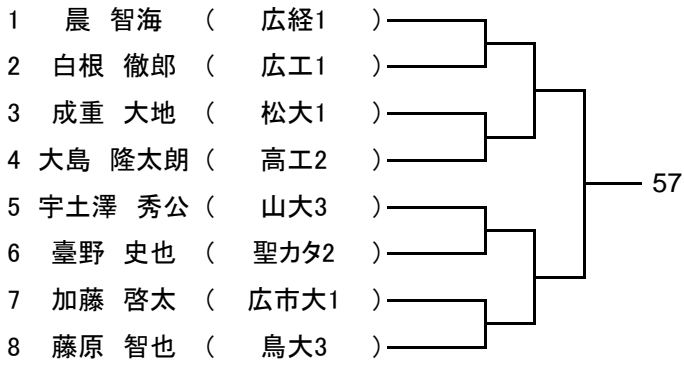 1 晨 智海 ( 広経1 )
2 白根 徹郎 ( 広工1 )
3 成重 大地 ( 松大1 )
4 大島 隆太朗 ( 高工2 )
57
5 宇土澤 秀公 ( 山大3 )
6 臺野 史也 ( 聖カタ2 )
7 加藤 啓太 ( 広市大1 )
8 藤原 智也 ( 鳥大3 )